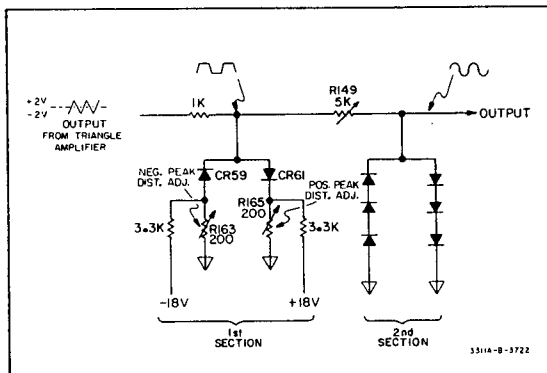 +2V
-2V
OUTPUT
FROM TRIANGLE
AMPLIFIER
1K
R149
5K
OUTPUT
NEG. PEAK
DIST. ADJ.
CR59
CR61
POS. PEAK
DIST. ADJ.
3.3K
R163
200
R165
200
3.3K
-18V
+18V
1st
SECTION
2nd
SECTION
3311A-B-3722